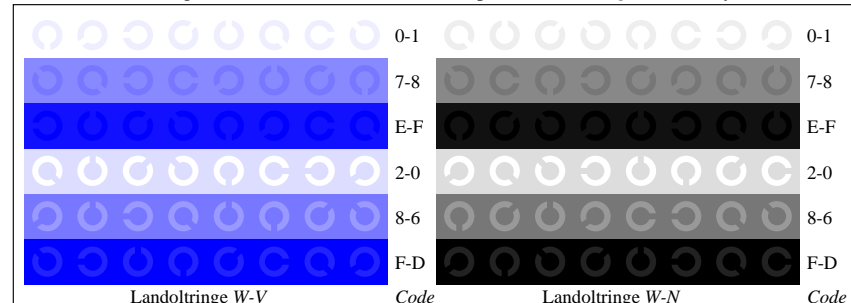 0-1 0-1
7-8 7-8
E-F E-F
2-0 2-0
8-6 8-6
F-D F-D
Landoltringe W-V Code Landoltringe W-N Code